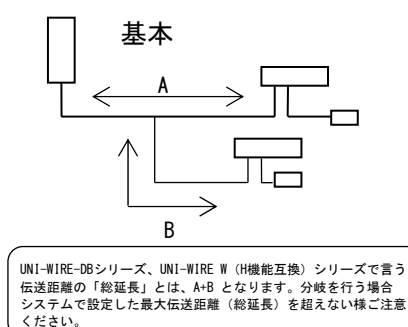 基本
A
B
UNI-WIRE-DBシリーズ、UNI-WIRE W（H機能互換）シリーズで言う
伝送距離の「総延長」とは、A+B となります。分岐を行う場合
システムで設定した最大伝送距離（総延長）を超えない様ご注意
ください。